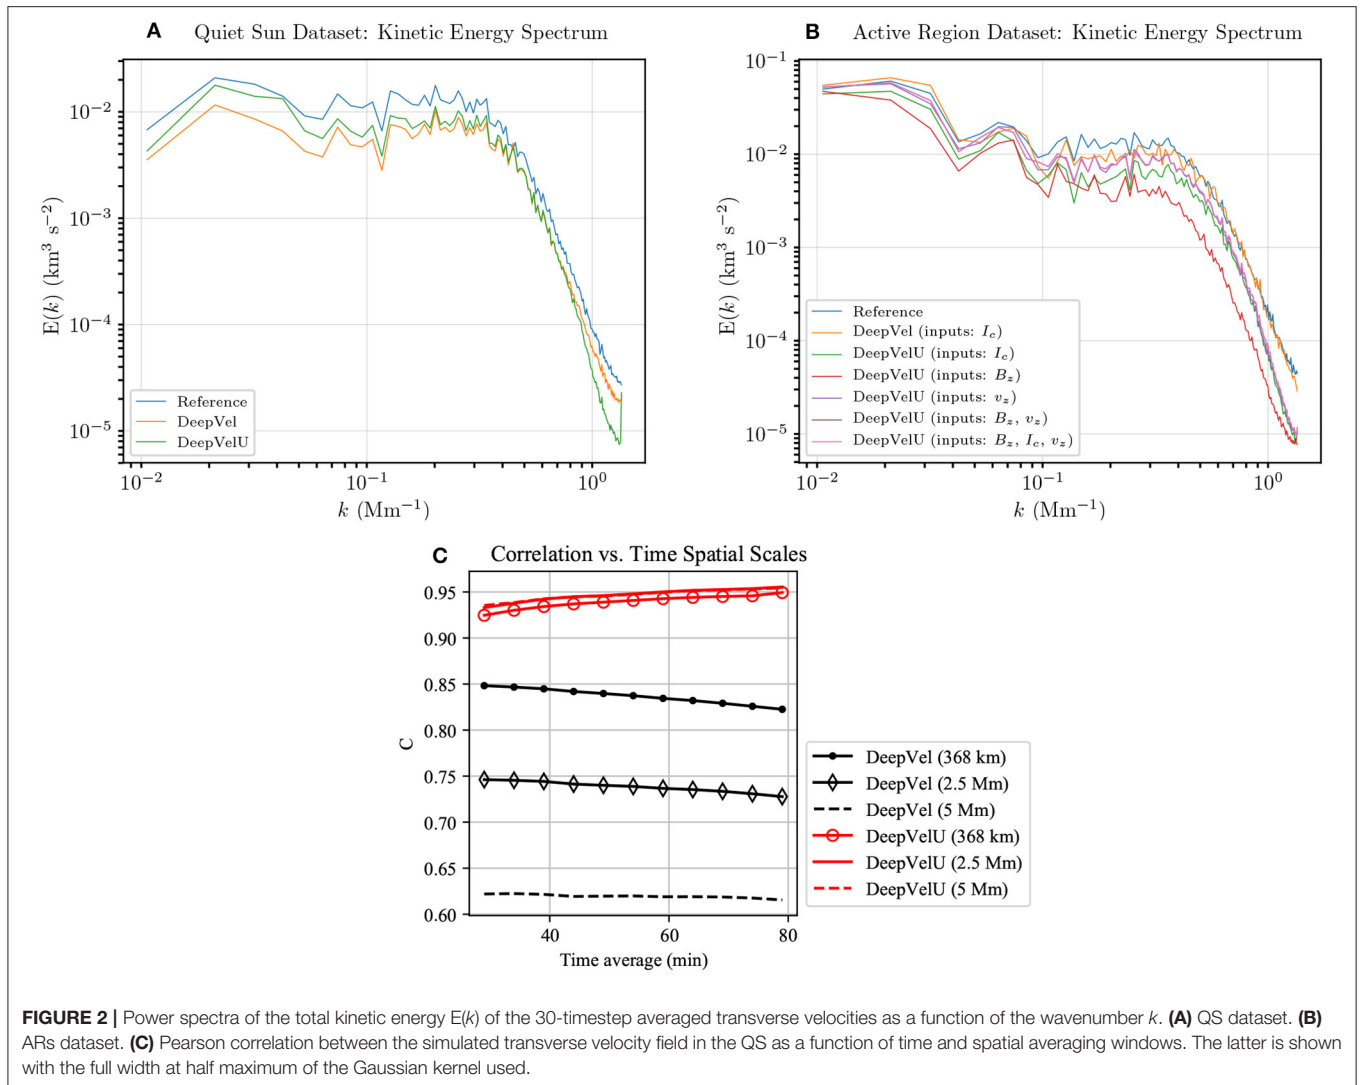 A Quiet Sun Dataset: Kinetic Energy Spectrum
10⁻²
10⁻³
10⁻⁴
10⁻⁵
E(k) (km³ s⁻²)
Reference
DeepVel
DeepVelU
10⁻² 10⁻¹ 10⁰
k (Mm⁻¹)
B Active Region Dataset: Kinetic Energy Spectrum
10⁻¹
10⁻²
10⁻³
10⁻⁴
10⁻⁵
E(k) (km³ s⁻²)
Reference
DeepVel (inputs: I_c)
DeepVelU (inputs: I_c)
DeepVelU (inputs: B_z)
DeepVelU (inputs: v_z)
DeepVelU (inputs: B_z, v_z)
DeepVelU (inputs: B_z, I_c, v_z)
10⁻² 10⁻¹ 10⁰
k (Mm⁻¹)
C Correlation vs. Time Spatial Scales
0.95
0.90
0.85
0.80
0.75
0.70
0.65
0.60
C
40 60 80
Time average (min)
DeepVel (368 km)
DeepVel (2.5 Mm)
DeepVel (5 Mm)
DeepVelU (368 km)
DeepVelU (2.5 Mm)
DeepVelU (5 Mm)
FIGURE 2 | Power spectra of the total kinetic energy E(k) of the 30-timestep averaged transverse velocities as a function of the wavenumber k. (A) QS dataset. (B)
ARs dataset. (C) Pearson correlation between the simulated transverse velocity field in the QS as a function of time and spatial averaging windows. The latter is shown
with the full width at half maximum of the Gaussian kernel used.